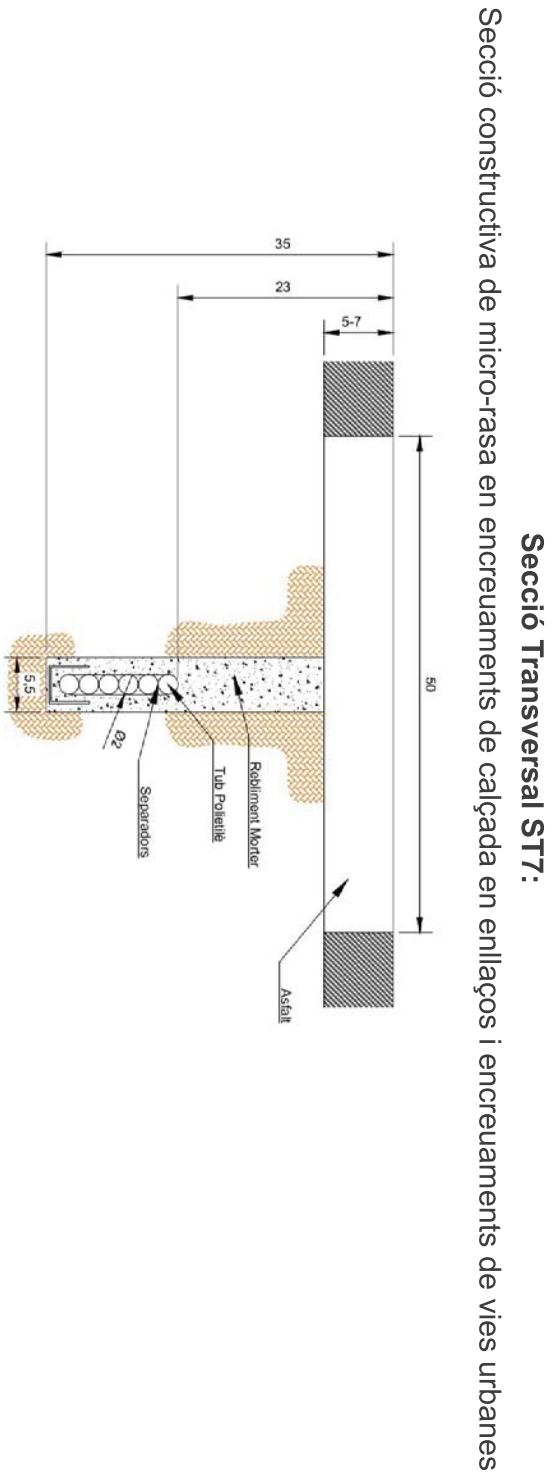 Secció Transversal ST7:
Secció constructiva de micro-rasa en encreuaments de calçada en enllaços i encreuaments de vies urbanes
50
5-7
23
35
5,5
Ø2
Asfalt
Rebliment Morter
Tub Polietilè
Separadors